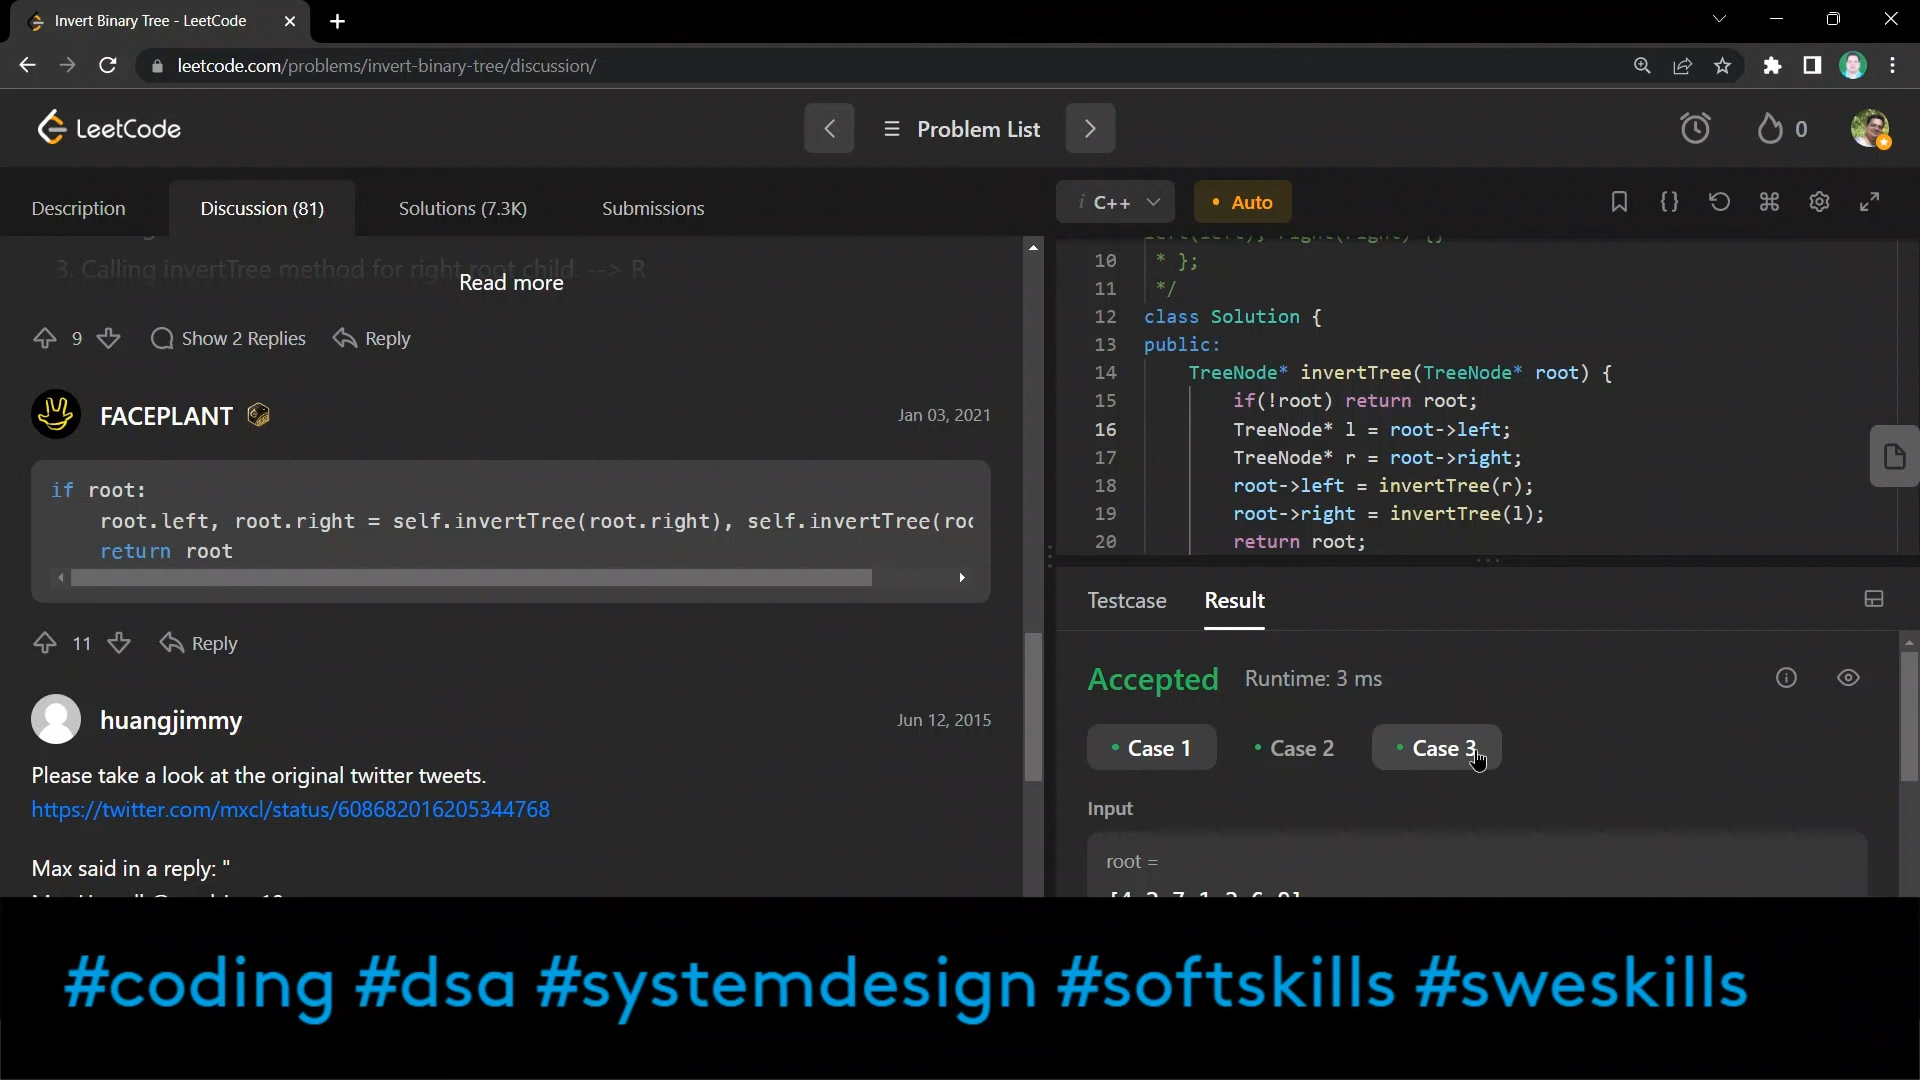 Invert Binary Tree - LeetCode
leetcode.com/problems/invert-binary-tree/discussion/
LeetCode
Problem List
0
Description
Discussion (81)
Solutions (7.3K)
Submissions
3. Calling invertTree method for right root child. --> R
Read more
9
Show 2 Replies
Reply
FACEPLANT
Jan 03, 2021
if root:
root.left, root.right = self.invertTree(root.right), self.invertTree(roo
return root
11
Reply
huangjimmy
Jun 12, 2015
Please take a look at the original twitter tweets.
https://twitter.com/mxcl/status/608682016205344768
Max said in a reply: "
i C++
Auto
10 * };
11 */
12 class Solution {
13 public:
14 TreeNode* invertTree(TreeNode* root) {
15 if(!root) return root;
16 TreeNode* l = root->left;
17 TreeNode* r = root->right;
18 root->left = invertTree(r);
19 root->right = invertTree(l);
20 return root;
Testcase
Result
Accepted
Runtime: 3 ms
Case 1
Case 2
Case 3
Input
root =
#coding #dsa #systemdesign #softskills #sweskills